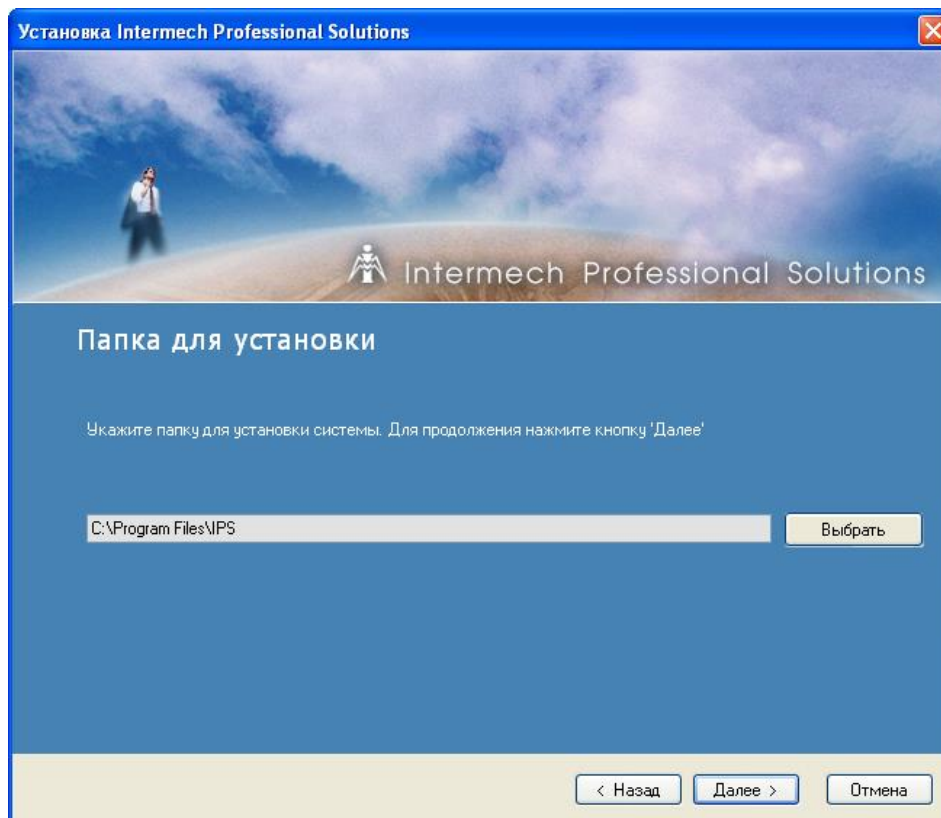 Установка Intermech Professional Solutions
Intermech Professional Solutions
Папка для установки
Укажите папку для установки системы. Для продолжения нажмите кнопку 'Далее'
C:\Program Files\IPS
Выбрать
< Назад
Далее >
Отмена